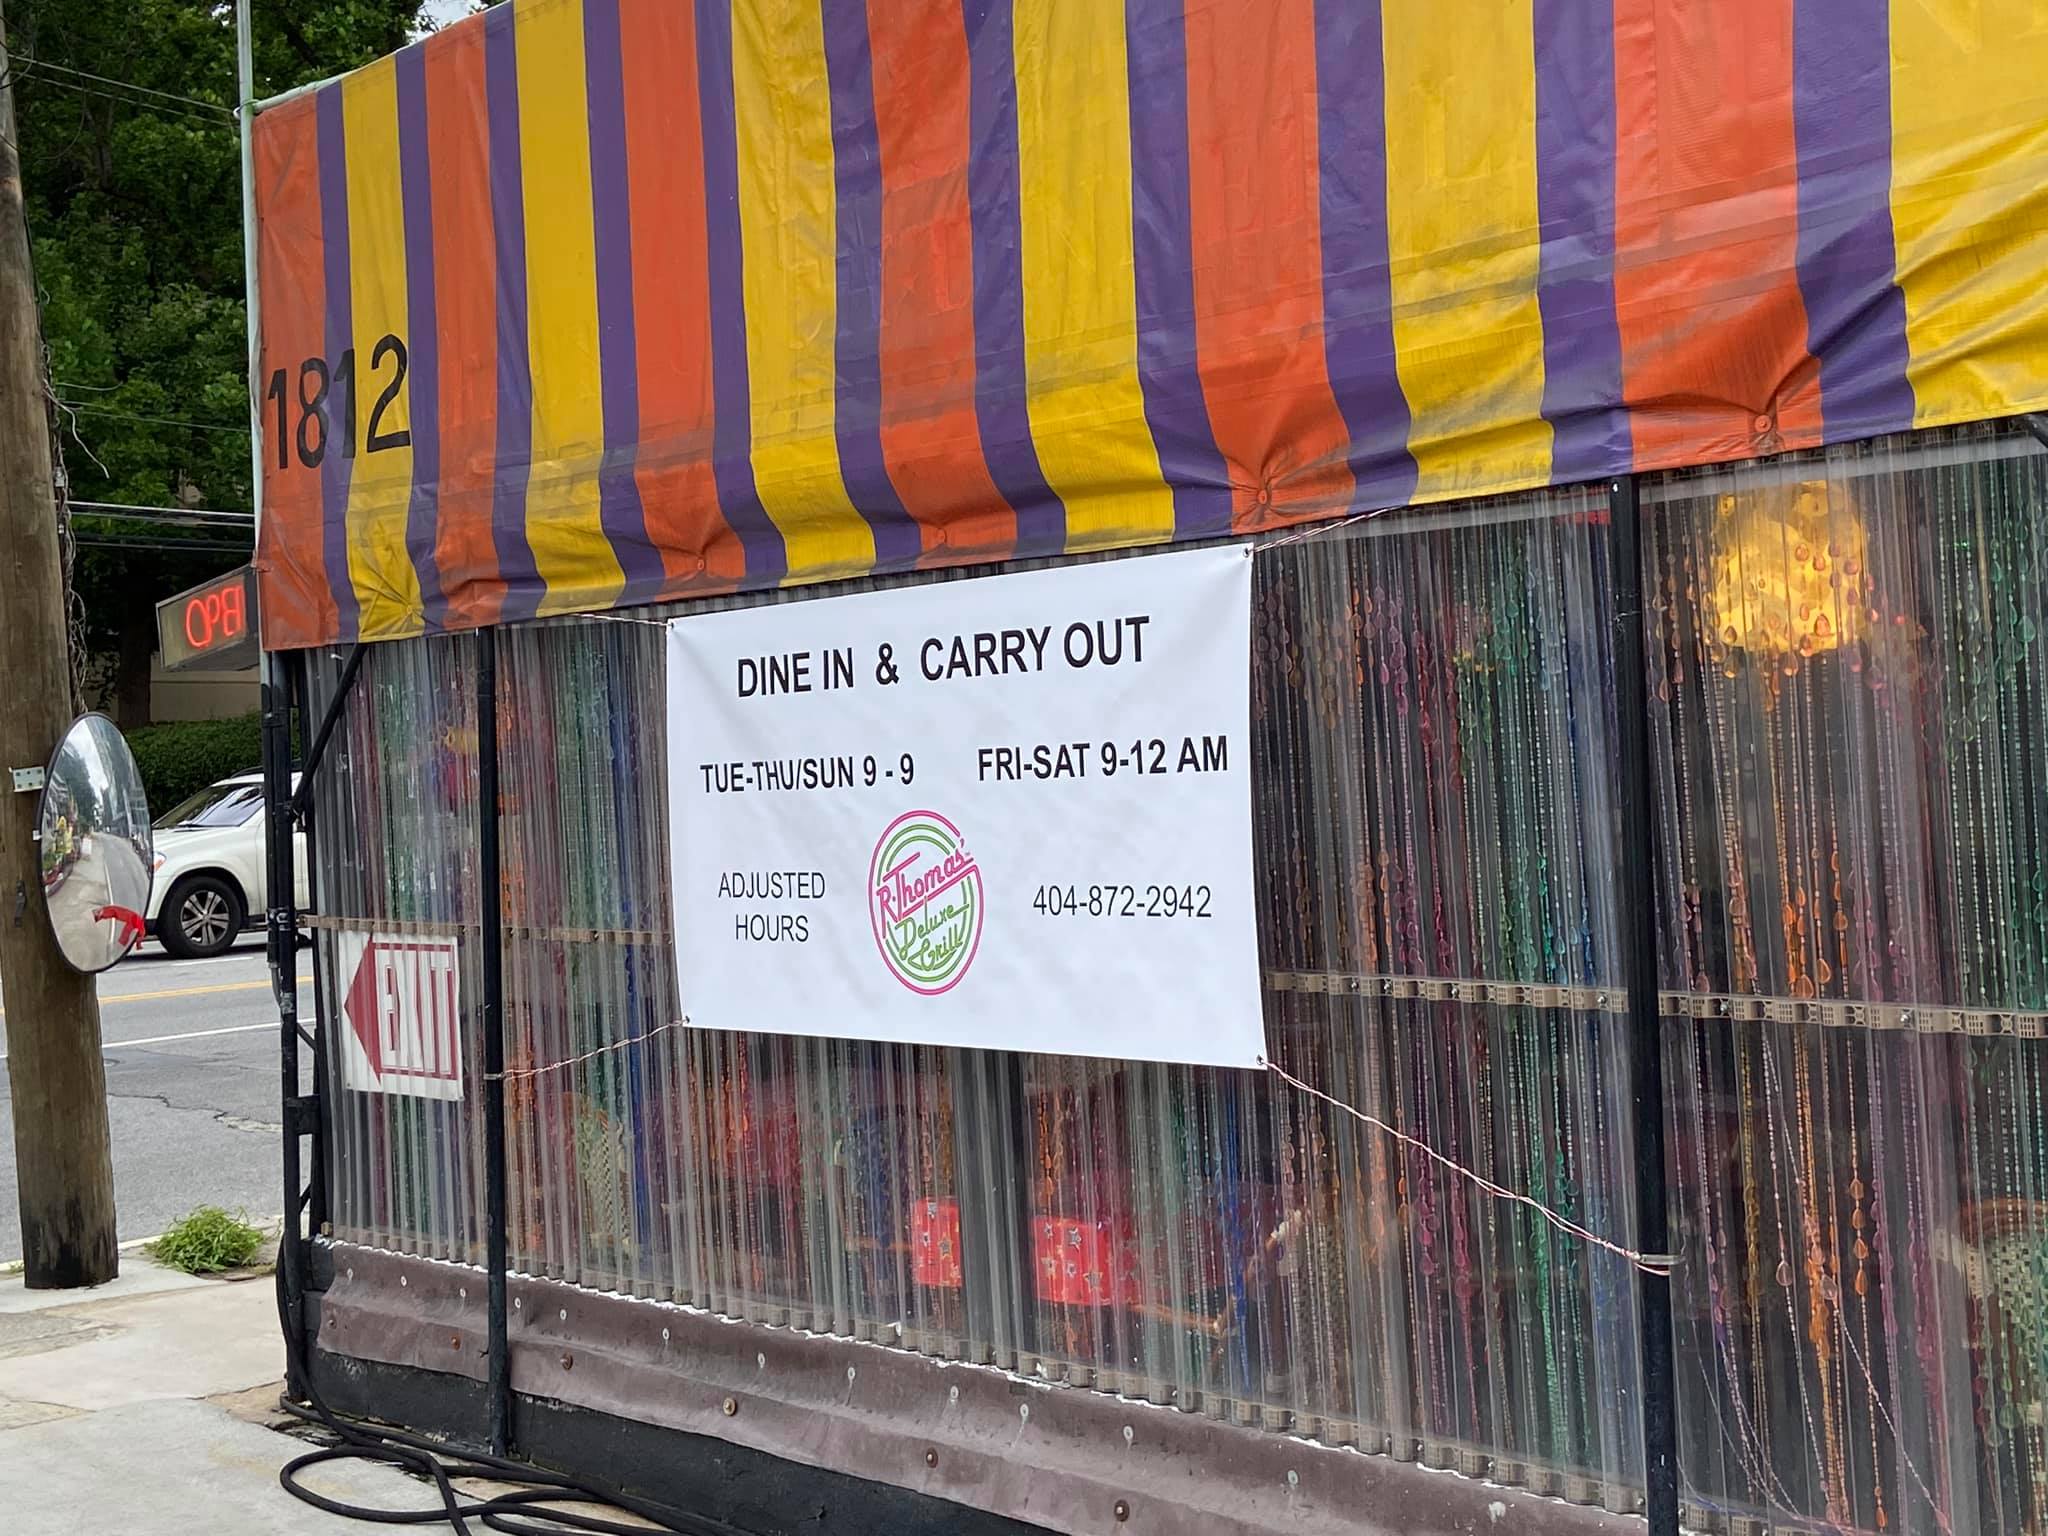 1812
OPEN
DINE IN & CARRY OUT
TUE-THU/SUN 9 - 9 FRI-SAT 9-12 AM
ADJUSTED
HOURS
R. Thomas'
Deluxe
Grill
404-872-2942
EXIT